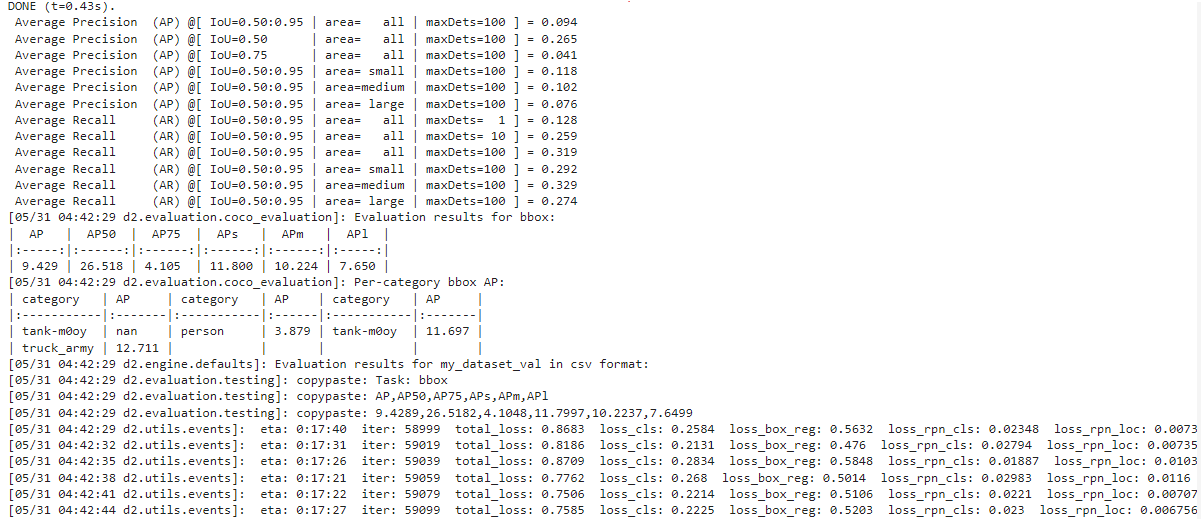 DONE (t=0.43s).
Average Precision  (AP) @[ IoU=0.50:0.95 | area=   all | maxDets=100 ] = 0.094
Average Precision  (AP) @[ IoU=0.50      | area=   all | maxDets=100 ] = 0.265
Average Precision  (AP) @[ IoU=0.75      | area=   all | maxDets=100 ] = 0.041
Average Precision  (AP) @[ IoU=0.50:0.95 | area= small | maxDets=100 ] = 0.118
Average Precision  (AP) @[ IoU=0.50:0.95 | area=medium | maxDets=100 ] = 0.102
Average Precision  (AP) @[ IoU=0.50:0.95 | area= large | maxDets=100 ] = 0.076
Average Recall     (AR) @[ IoU=0.50:0.95 | area=   all | maxDets=  1 ] = 0.128
Average Recall     (AR) @[ IoU=0.50:0.95 | area=   all | maxDets= 10 ] = 0.259
Average Recall     (AR) @[ IoU=0.50:0.95 | area=   all | maxDets=100 ] = 0.319
Average Recall     (AR) @[ IoU=0.50:0.95 | area= small | maxDets=100 ] = 0.292
Average Recall     (AR) @[ IoU=0.50:0.95 | area=medium | maxDets=100 ] = 0.329
Average Recall     (AR) @[ IoU=0.50:0.95 | area= large | maxDets=100 ] = 0.274
[05/31 04:42:29 d2.evaluation.coco_evaluation]: Evaluation results for bbox:
|  AP   |  AP50  |  AP75  |  APs   |  APm   |  APl  |
|:-----:|:------:|:------:|:------:|:------:|:-----:|
| 9.429 | 26.518 | 4.105 | 11.800 | 10.224 | 7.650 |
[05/31 04:42:29 d2.evaluation.coco_evaluation]: Per-category bbox AP:
| category   | AP     | category   | AP    | category   | AP     |
|:-----------|:-------|:-----------|:------|:-----------|:-------|
| tank-m0oy  | nan    | person     | 3.879 | tank-m0oy  | 11.697 |
| truck_army | 12.711 |            |       |            |        |
[05/31 04:42:29 d2.engine.defaults]: Evaluation results for my_dataset_val in csv format:
[05/31 04:42:29 d2.evaluation.testing]: copypaste: Task: bbox
[05/31 04:42:29 d2.evaluation.testing]: copypaste: AP,AP50,AP75,APs,APm,APl
[05/31 04:42:29 d2.evaluation.testing]: copypaste: 9.4289,26.5182,4.1048,11.7997,10.2237,7.6499
[05/31 04:42:29 d2.utils.events]:  eta: 0:17:40  iter: 58999  total_loss: 0.8683  loss_cls: 0.2584  loss_box_reg: 0.5632  loss_rpn_cls: 0.02348  loss_rpn_loc: 0.0073
[05/31 04:42:32 d2.utils.events]:  eta: 0:17:31  iter: 59019  total_loss: 0.8186  loss_cls: 0.2131  loss_box_reg: 0.476  loss_rpn_cls: 0.02794  loss_rpn_loc: 0.00735
[05/31 04:42:35 d2.utils.events]:  eta: 0:17:26  iter: 59039  total_loss: 0.8709  loss_cls: 0.2834  loss_box_reg: 0.5848  loss_rpn_cls: 0.01887  loss_rpn_loc: 0.0103
[05/31 04:42:38 d2.utils.events]:  eta: 0:17:21  iter: 59059  total_loss: 0.7762  loss_cls: 0.268  loss_box_reg: 0.5014  loss_rpn_cls: 0.02983  loss_rpn_loc: 0.0116
[05/31 04:42:41 d2.utils.events]:  eta: 0:17:22  iter: 59079  total_loss: 0.7506  loss_cls: 0.2214  loss_box_reg: 0.5106  loss_rpn_cls: 0.0221  loss_rpn_loc: 0.00707
[05/31 04:42:44 d2.utils.events]:  eta: 0:17:27  iter: 59099  total_loss: 0.7585  loss_cls: 0.2225  loss_box_reg: 0.5203  loss_rpn_cls: 0.023  loss_rpn_loc: 0.006756